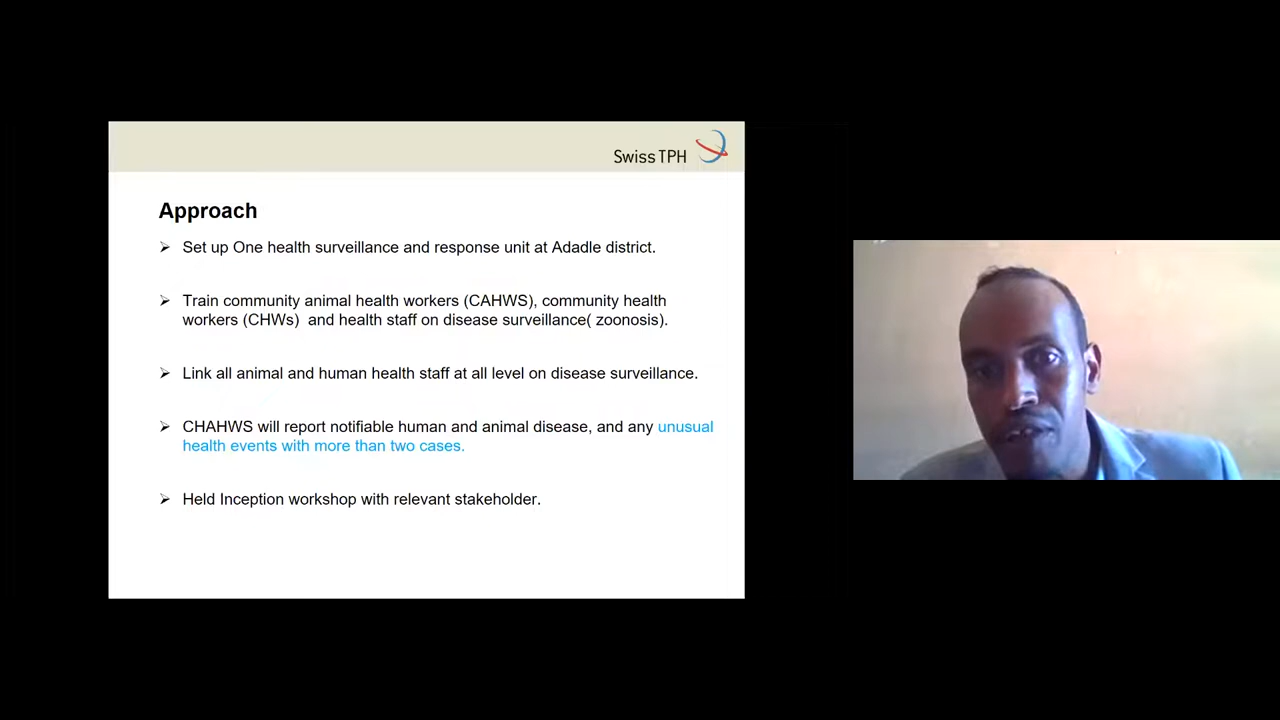 Swiss TPH
Approach
➢ Set up One health surveillance and response unit at Adadle district.
➢ Train community animal health workers (CAHWS), community health
workers (CHWs) and health staff on disease surveillance( zoonosis).
➢ Link all animal and human health staff at all level on disease surveillance.
➢ CHAHWS will report notifiable human and animal disease, and any unusual
health events with more than two cases.
➢ Held Inception workshop with relevant stakeholder.